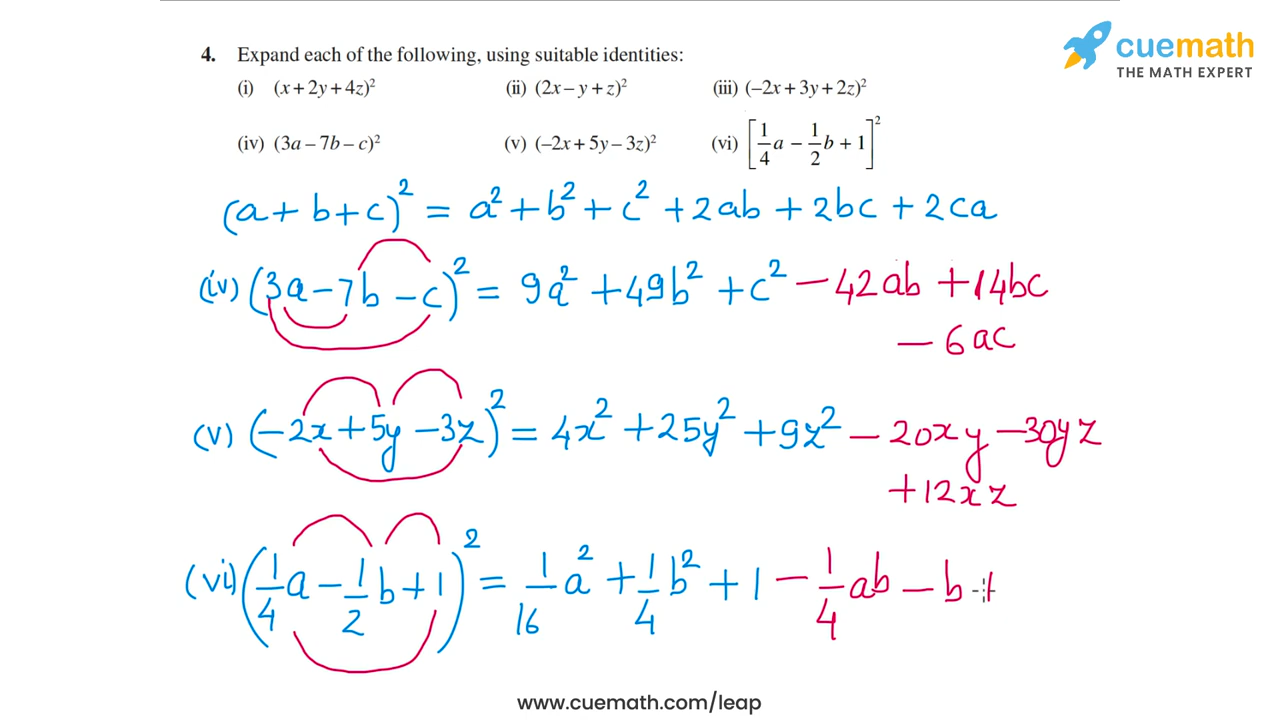 cuemath
THE MATH EXPERT
4. Expand each of the following, using suitable identities:
(i) (x + 2y + 4z)² (ii) (2x – y + z)² (iii) (–2x + 3y + 2z)²
(iv) (3a – 7b – c)² (v) (–2x + 5y – 3z)² (vi) [1/4 a – 1/2 b + 1]²
(a + b + c)² = a² + b² + c² + 2ab + 2bc + 2ca
(iv) (3a – 7b – c)² = 9a² + 49b² + c² – 42ab + 14bc
– 6ac
(v) (–2x + 5y – 3z)² = 4x² + 25y² + 9z² – 20xy – 30yz
+ 12xz
(vi) (1/4 a – 1/2 b + 1)² = 1/16 a² + 1/4 b² + 1 – 1/4 ab – b +
www.cuemath.com/leap